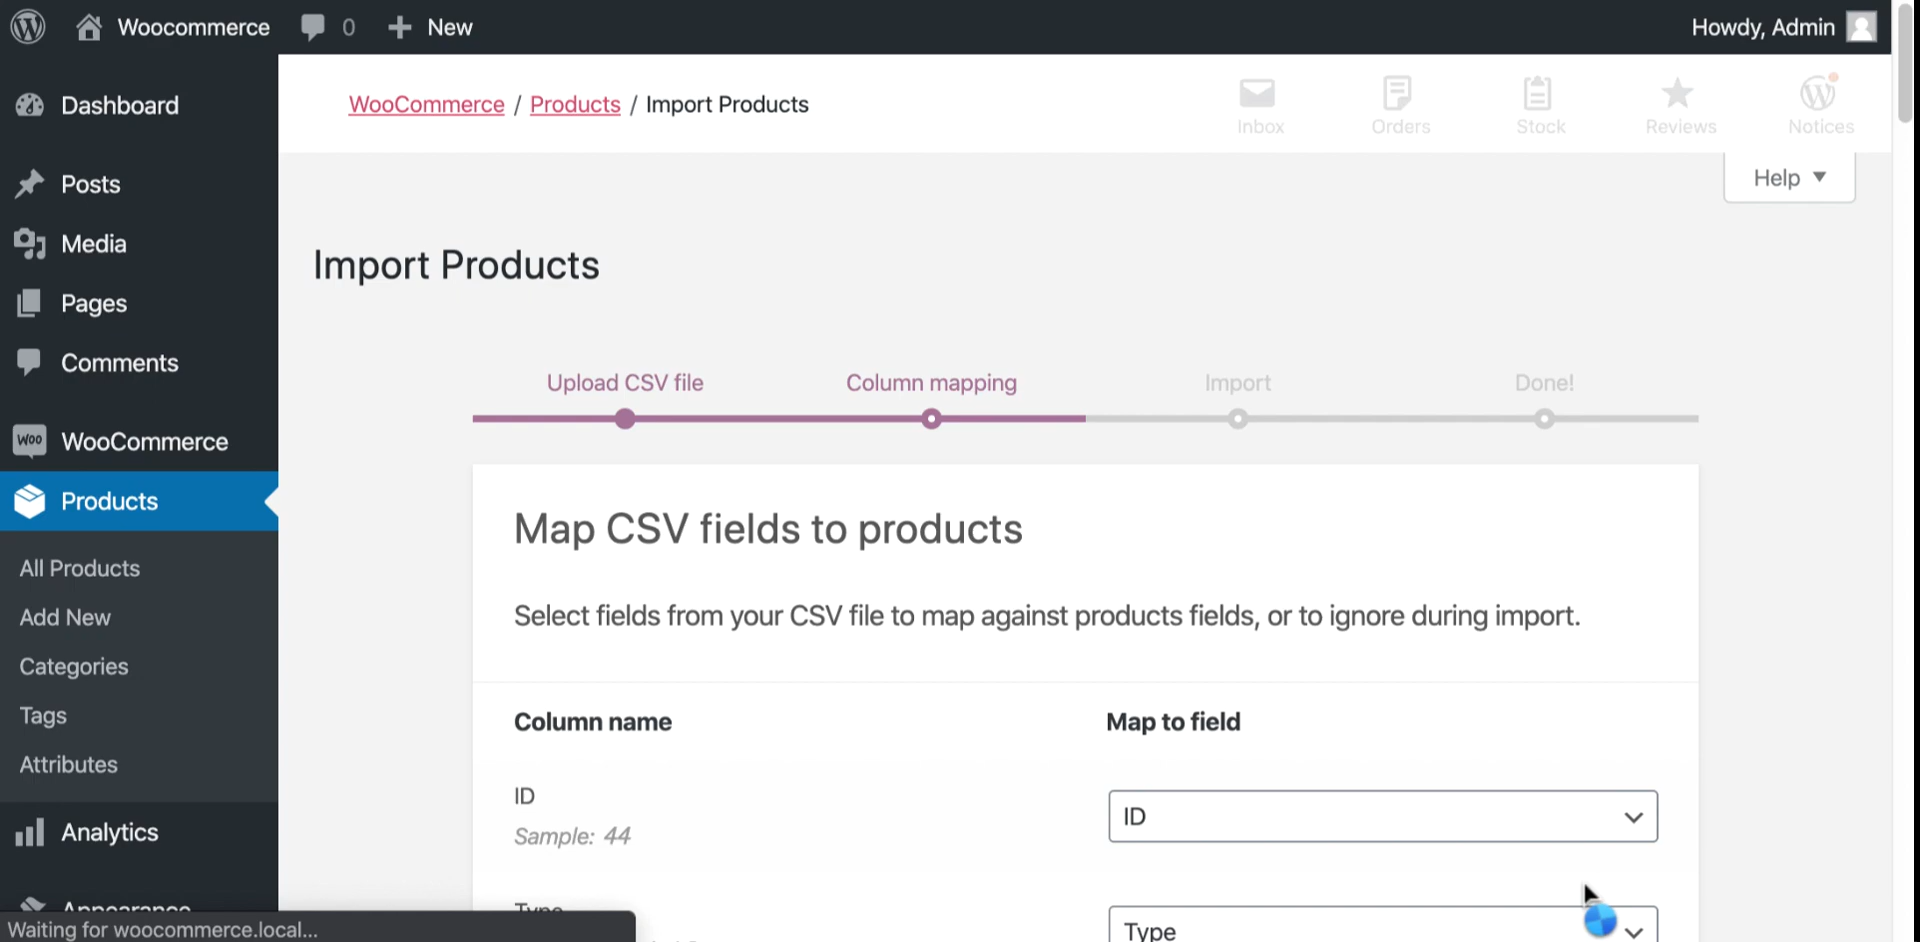 Woocommerce 0 New Howdy, Admin
Dashboard
Posts
Media
Pages
Comments
Woo WooCommerce
Products
All Products
Add New
Categories
Tags
Attributes
Analytics
Appearance
WooCommerce / Products / Import Products
Inbox Orders Stock Reviews Notices
Help
Import Products
Upload CSV file Column mapping Import Done!
Map CSV fields to products
Select fields from your CSV file to map against products fields, or to ignore during import.
Column name Map to field
ID ID
Sample: 44
Type Type
Waiting for woocommerce.local...